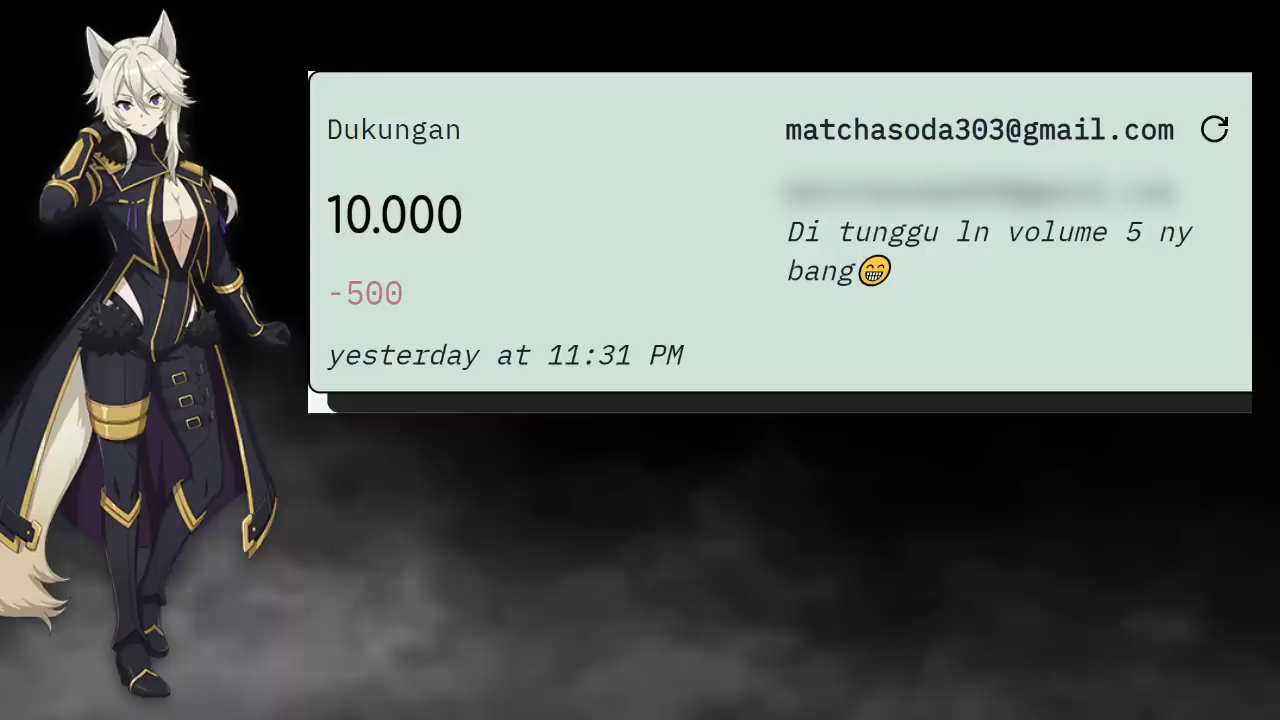 Dukungan
matchasoda303@gmail.com
10.000
Di tunggu ln volume 5 ny
bang😁
-500
yesterday at 11:31 PM